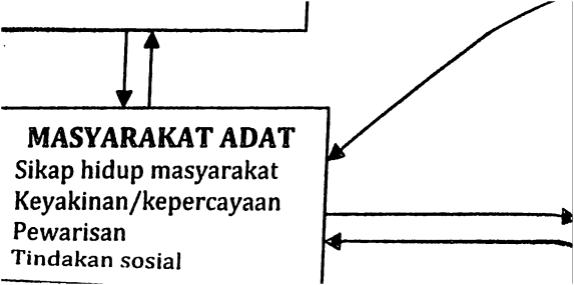 MASYARAKAT ADAT
Sikap hidup masyarakat
Keyakinan/kepercayaan
Pewarisan
Tindakan sosial